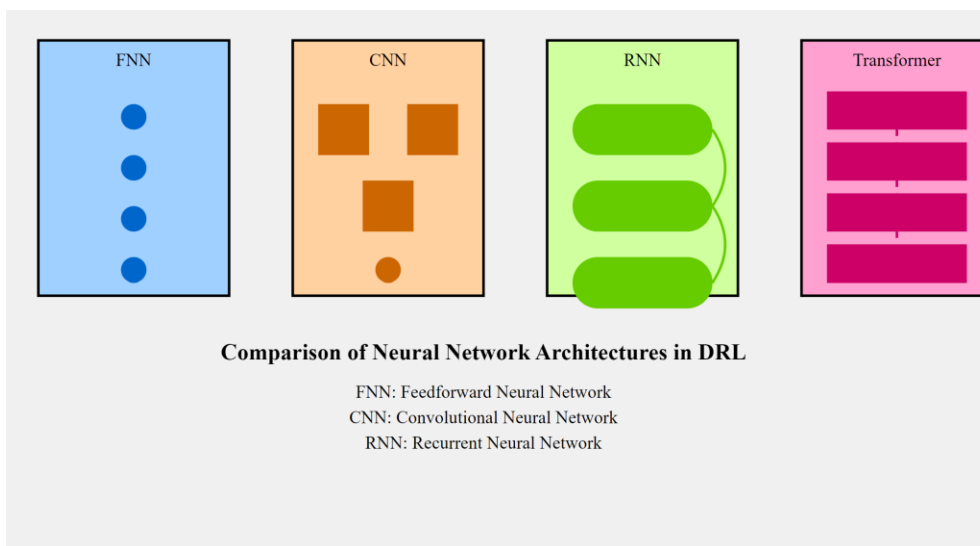 FNN
CNN
RNN
Transformer
Comparison of Neural Network Architectures in DRL
FNN: Feedforward Neural Network
CNN: Convolutional Neural Network
RNN: Recurrent Neural Network